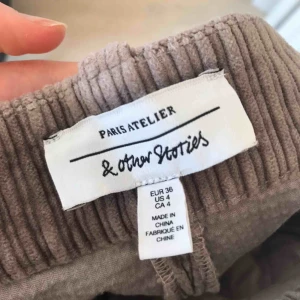 PARIS ATELIER
& Other Stories
EUR 36
US 4
CA 4
MADE IN
CHINA
FABRIQUÉ EN
CHINE